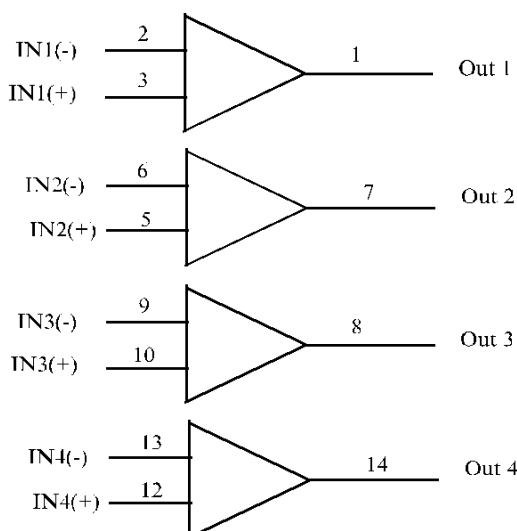 IN1(-) 2
IN1(+) 3
1 Out 1
IN2(-) 6
IN2(+) 5
7 Out 2
IN3(-) 9
IN3(+) 10
8 Out 3
IN4(-) 13
IN4(+) 12
14 Out 4